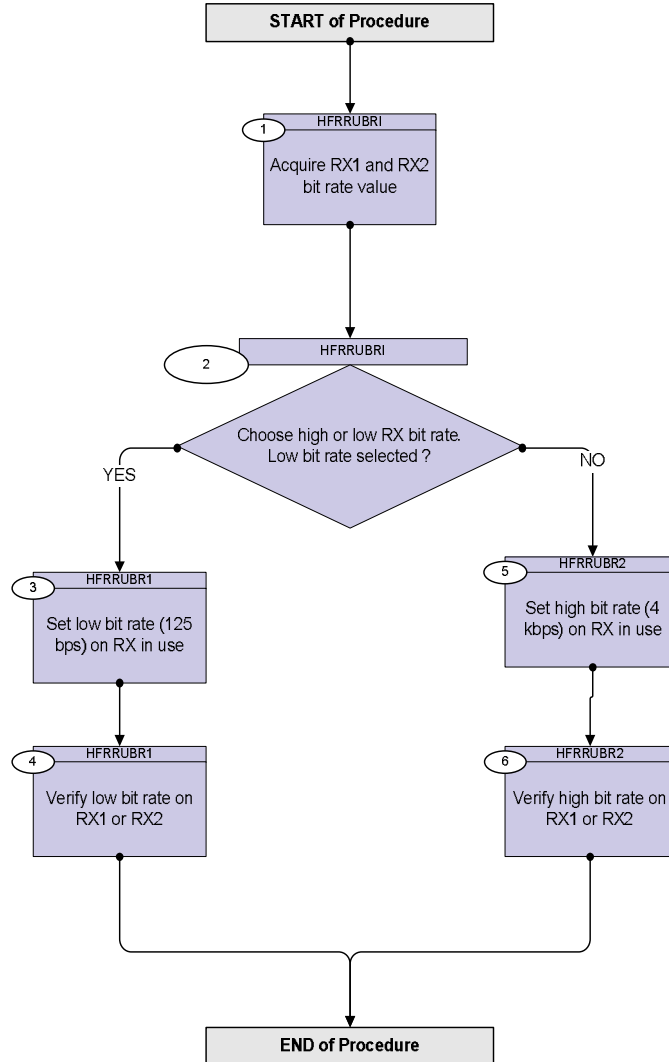 START of Procedure
HFRRUBRI
1
Acquire RX1 and RX2
bit rate value
HFRRUBRI
2
Choose high or low RX bit rate.
Low bit rate selected ?
YES
NO
HFRRUBR1
3
Set low bit rate (125
bps) on RX in use
HFRRUBR2
5
Set high bit rate (4
kbps) on RX in use
HFRRUBR1
4
Verify low bit rate on
RX1 or RX2
HFRRUBR2
6
Verify high bit rate on
RX1 or RX2
END of Procedure